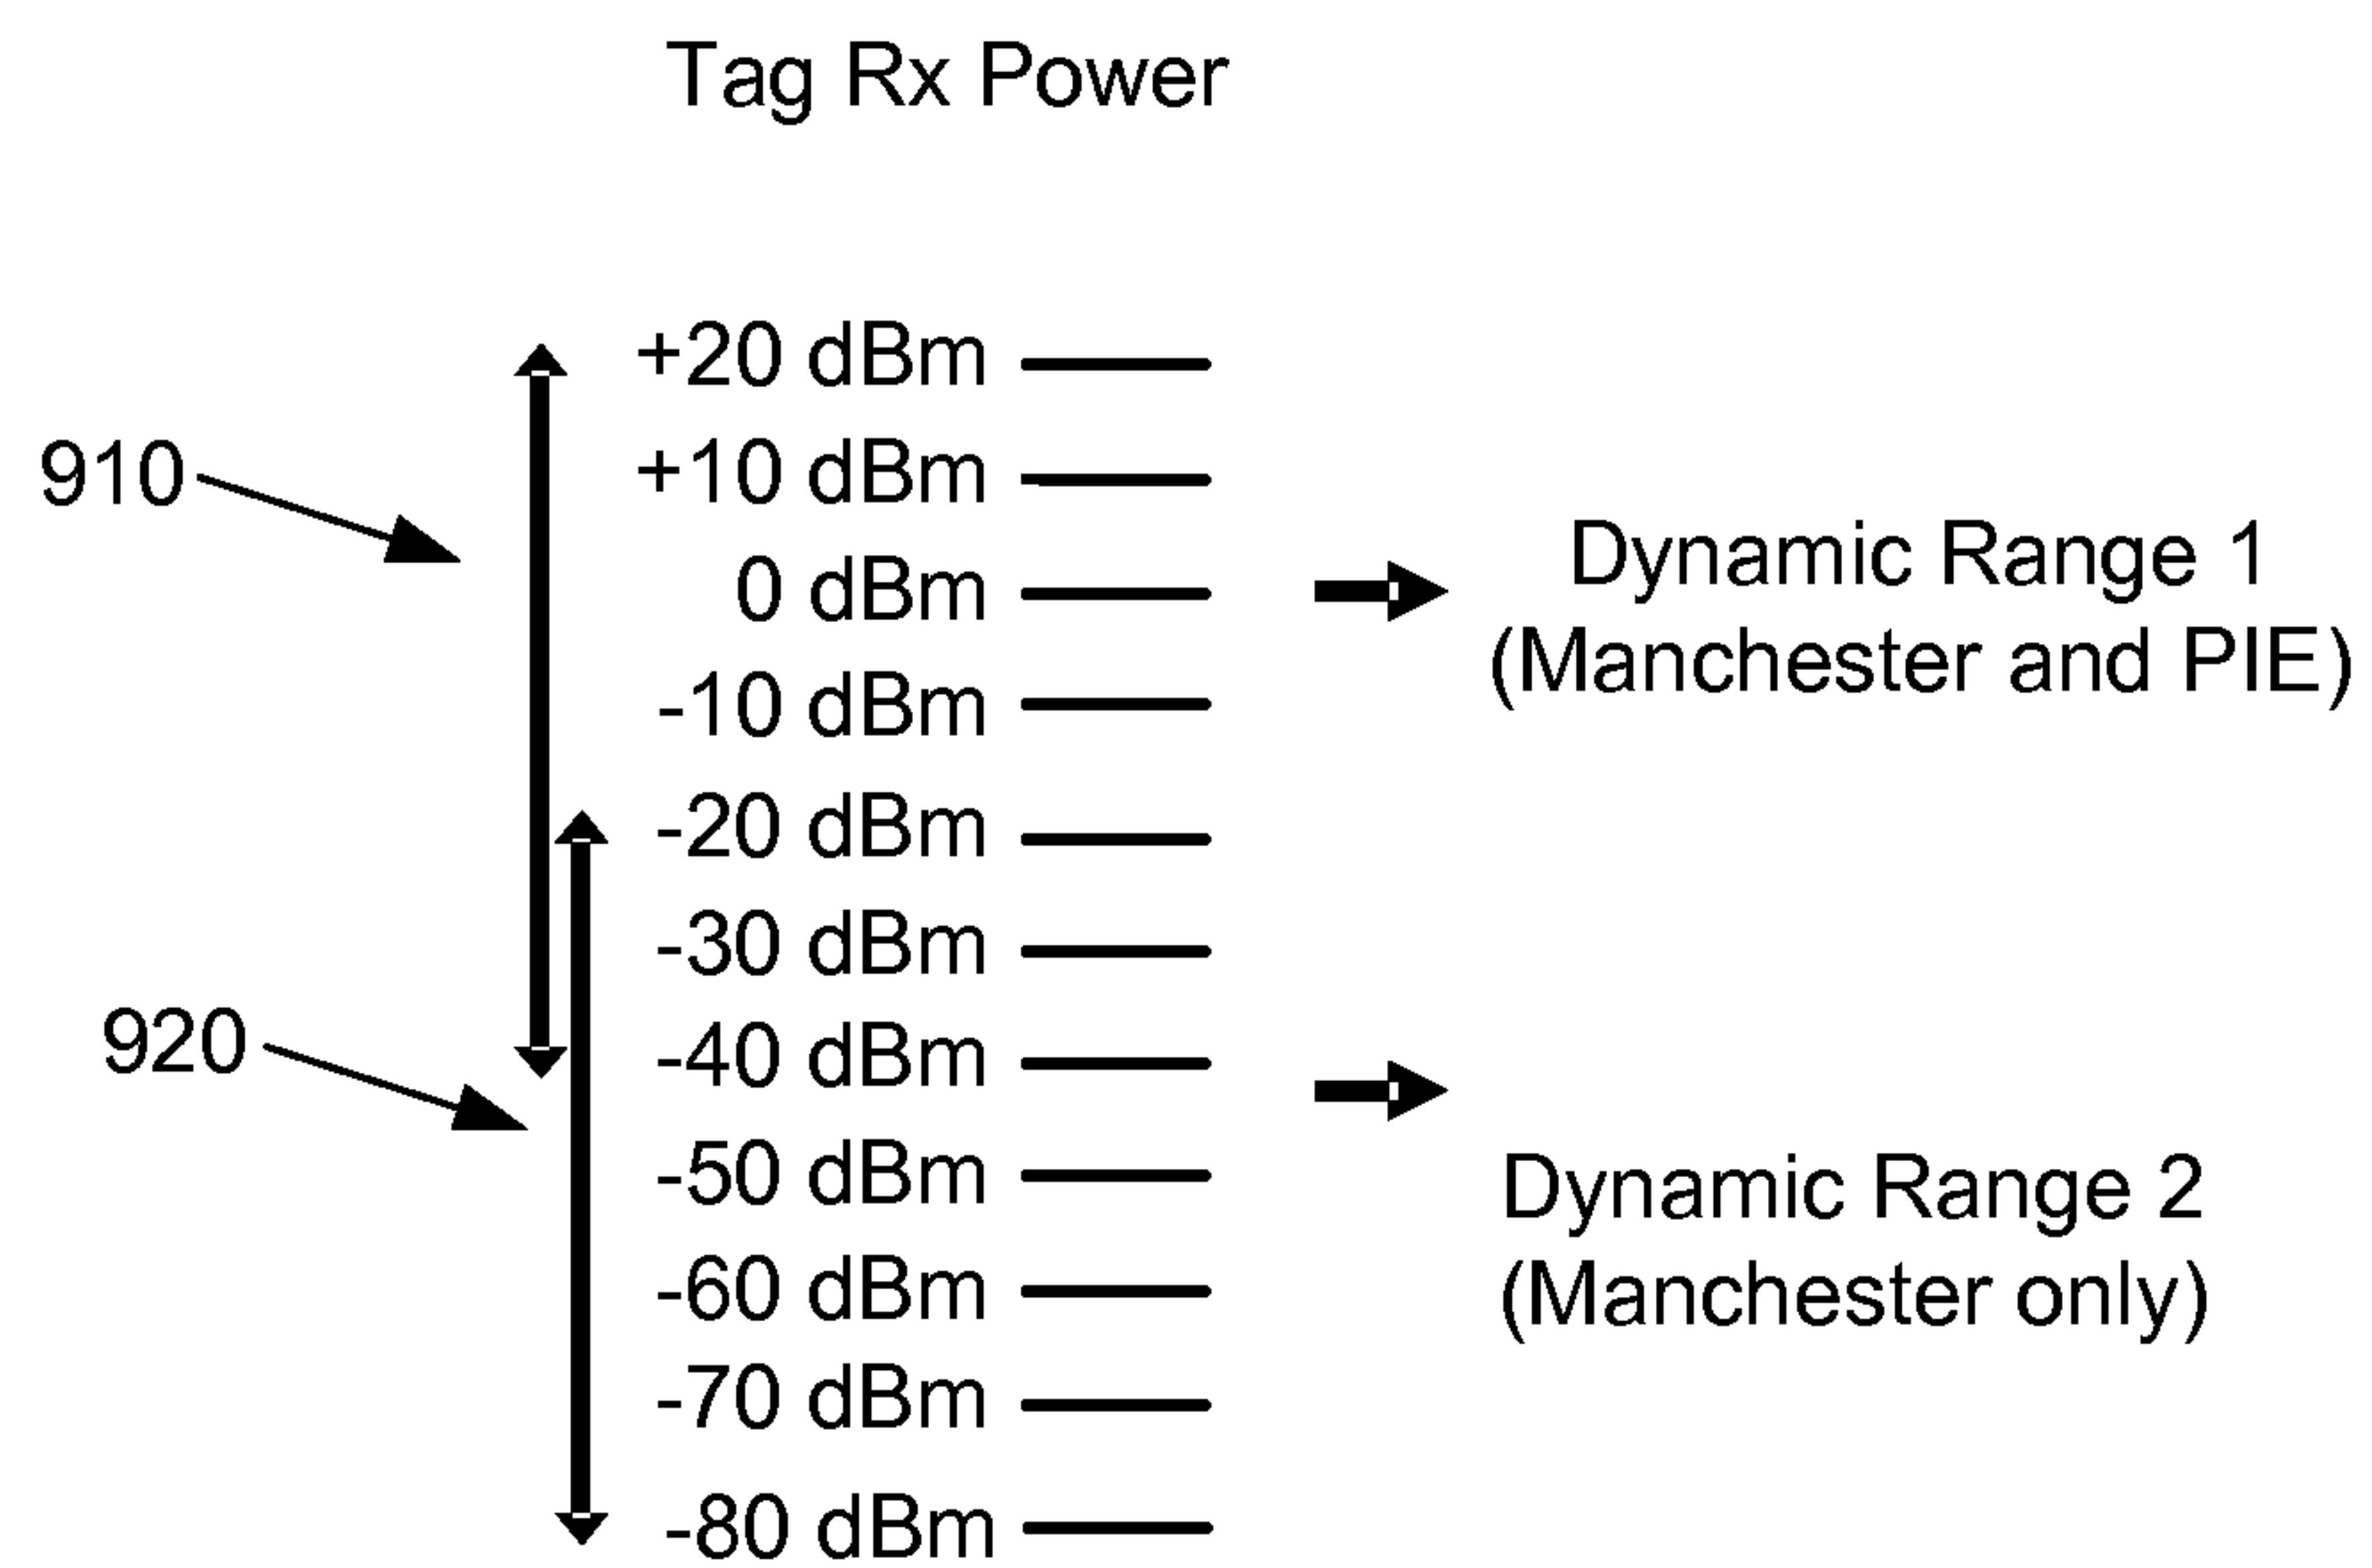 Tag Rx Power
+20 dBm
910
+10 dBm
0 dBm
Dynamic Range 1
(Manchester and PIE)
-10 dBm
-20 dBm
-30 dBm
920
-40 dBm
-50 dBm
Dynamic Range 2
(Manchester only)
-60 dBm
-70 dBm
-80 dBm